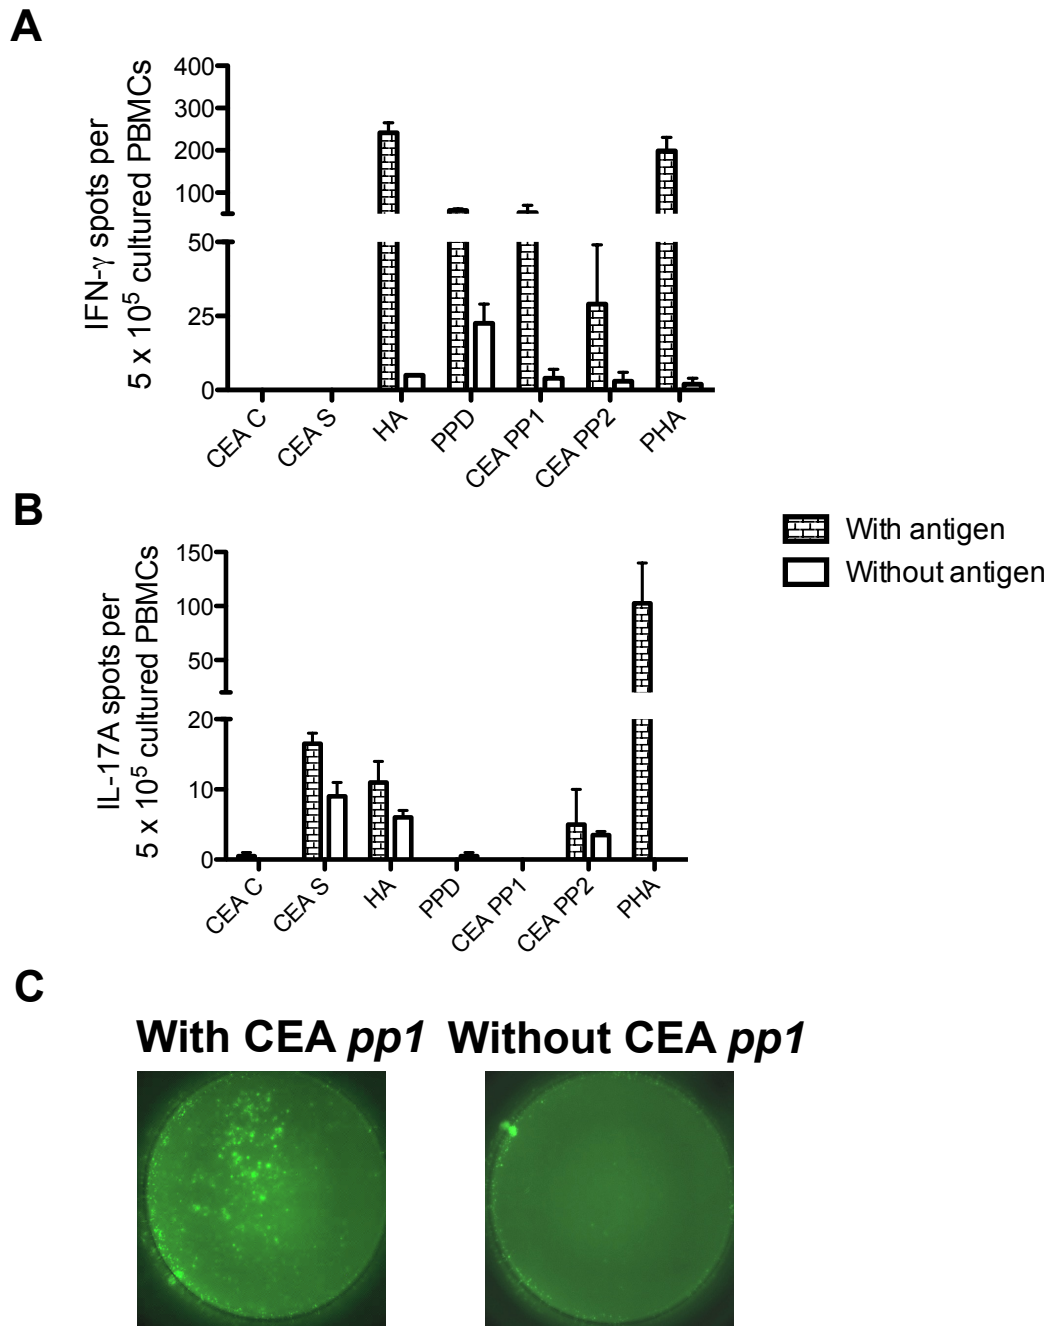 A
IFN-γ spots per
5 x 10⁵ cultured PBMCs
400
300
200
100
50
25
0
CEA C
CEA S
HA
PPD
CEA PP1
CEA PP2
PHA
B
IL-17A spots per
5 x 10⁵ cultured PBMCs
150
100
50
20
10
0
CEA C
CEA S
HA
PPD
CEA PP1
CEA PP2
PHA
With antigen
Without antigen
C
With CEA pp1
Without CEA pp1